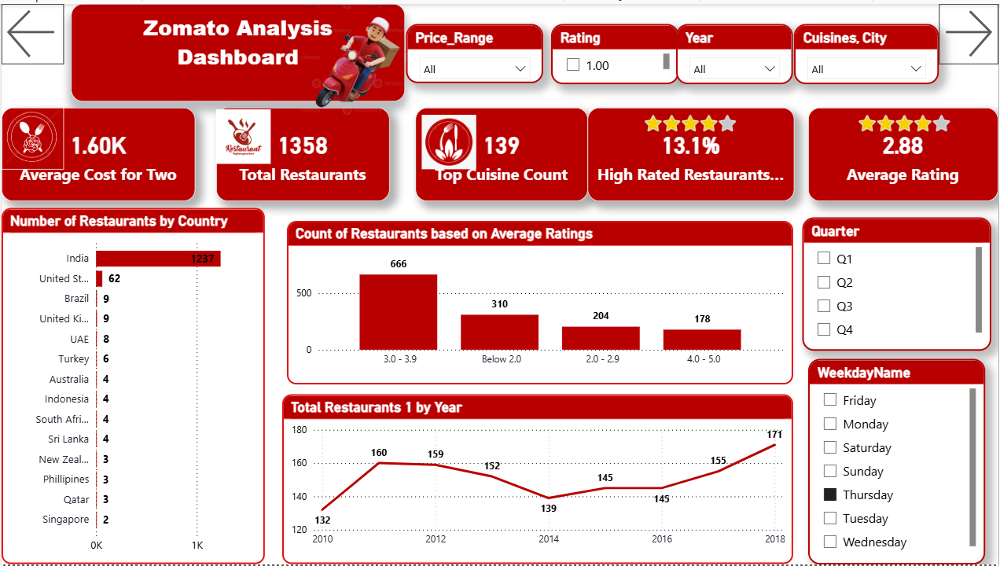 Zomato Analysis
Dashboard
Price_Range
All
Rating
1.00
Year
All
Cuisines, City
All
1.60K
Average Cost for Two
Restaurant
1358
Total Restaurants
139
Top Cuisine Count
13.1%
High Rated Restaurants...
2.88
Average Rating
Number of Restaurants by Country
India 1237
United St... 62
Brazil 9
United Ki... 9
UAE 8
Turkey 6
Australia 4
Indonesia 4
South Afri... 4
Sri Lanka 4
New Zeal... 3
Phillipines 3
Qatar 3
Singapore 2
0K 1K
Count of Restaurants based on Average Ratings
666
500
310
204
178
0
3.0 - 3.9 Below 2.0 2.0 - 2.9 4.0 - 5.0
Total Restaurants 1 by Year
180
171
160
160
159
155
152
145
145
140
139
132
120
2010 2012 2014 2016 2018
Quarter
Q1
Q2
Q3
Q4
WeekdayName
Friday
Monday
Saturday
Sunday
Thursday
Tuesday
Wednesday